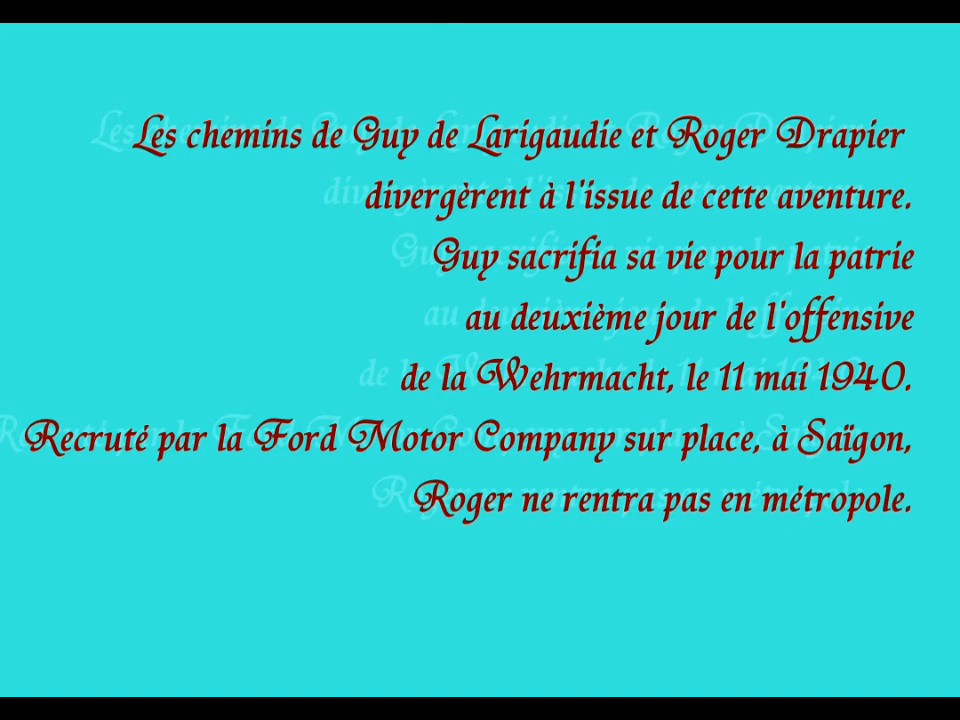 Les chemins de Guy de Larigaudie et Roger Drapier
divergèrent à l'issue de cette aventure.
Guy sacrifia sa vie pour la patrie
au deuxième jour de l'offensive
de la Wehrmacht, le 11 mai 1940.
Recruté par la Ford Motor Company sur place, à Saïgon,
Roger ne rentra pas en métropole.